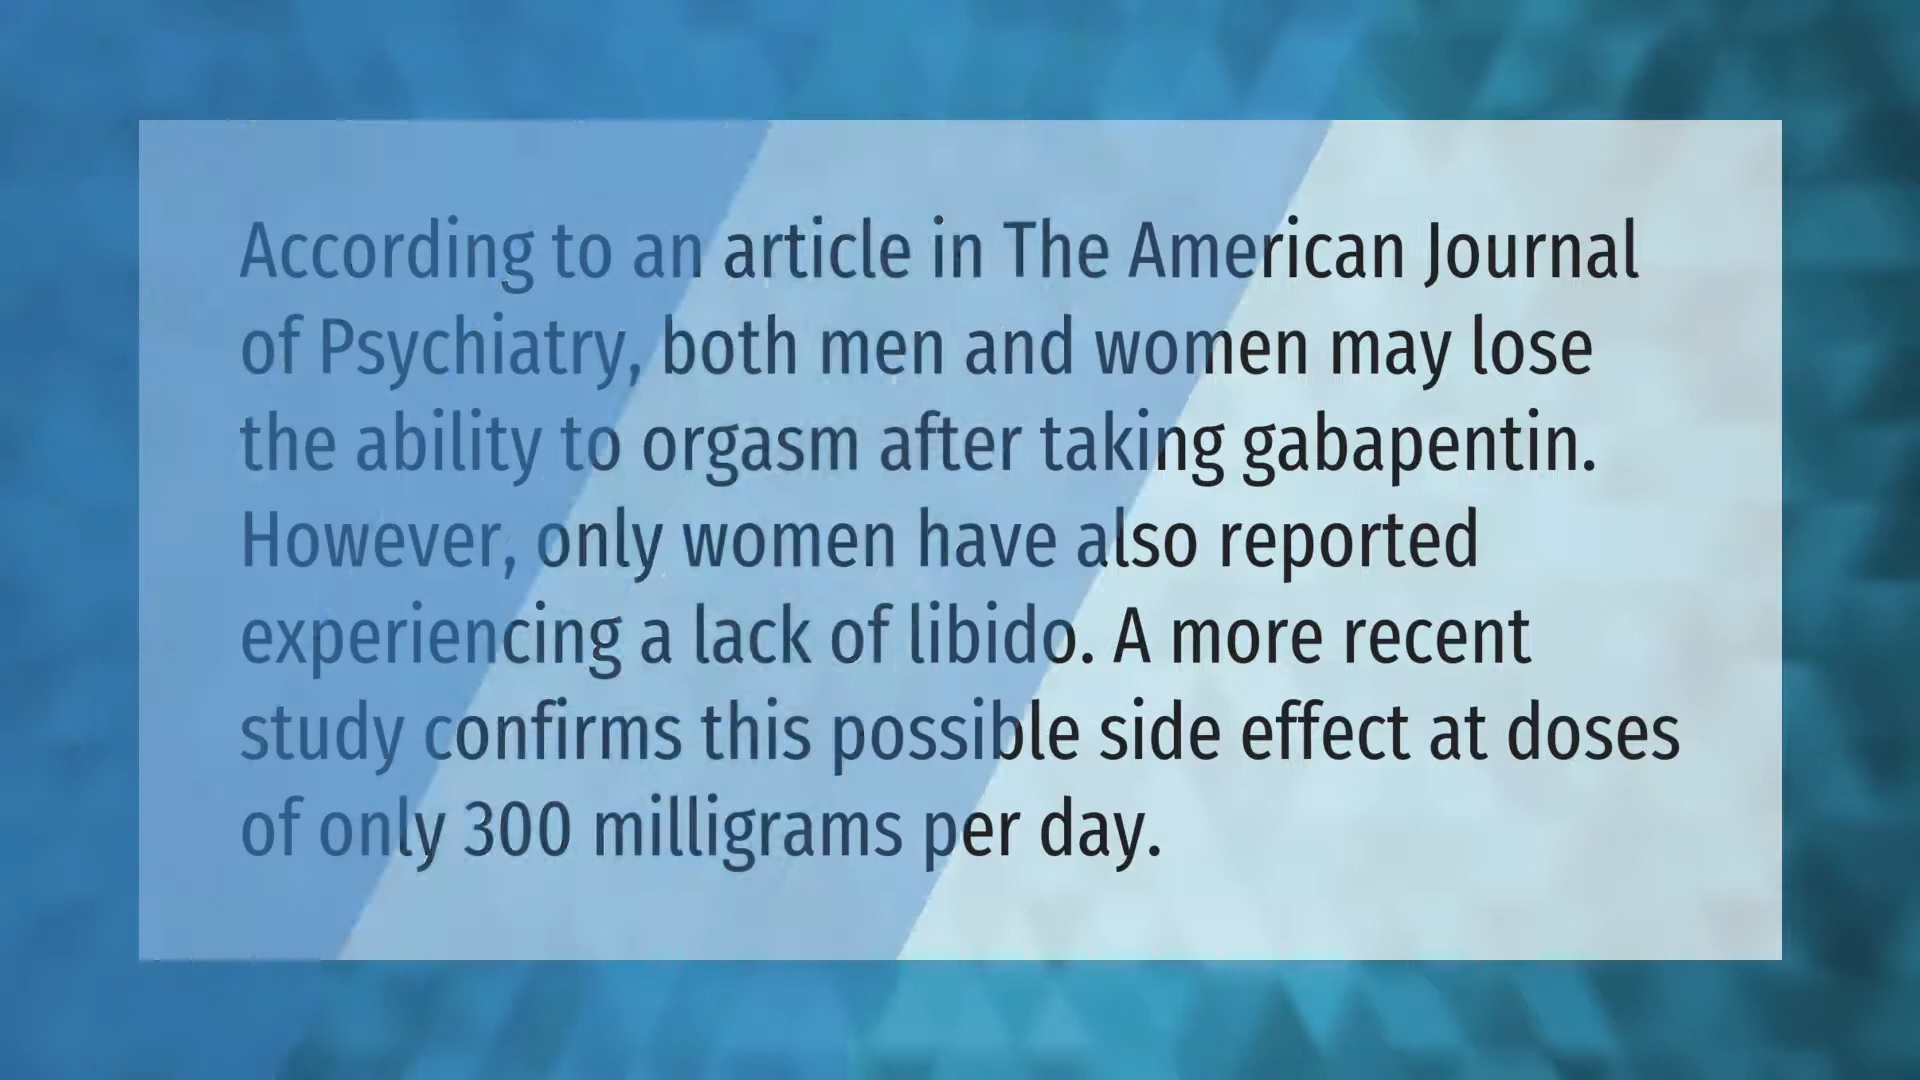 According to an article in The American Journal
of Psychiatry, both men and women may lose
the ability to orgasm after taking gabapentin.
However, only women have also reported
experiencing a lack of libido. A more recent
study confirms this possible side effect at doses
of only 300 milligrams per day.